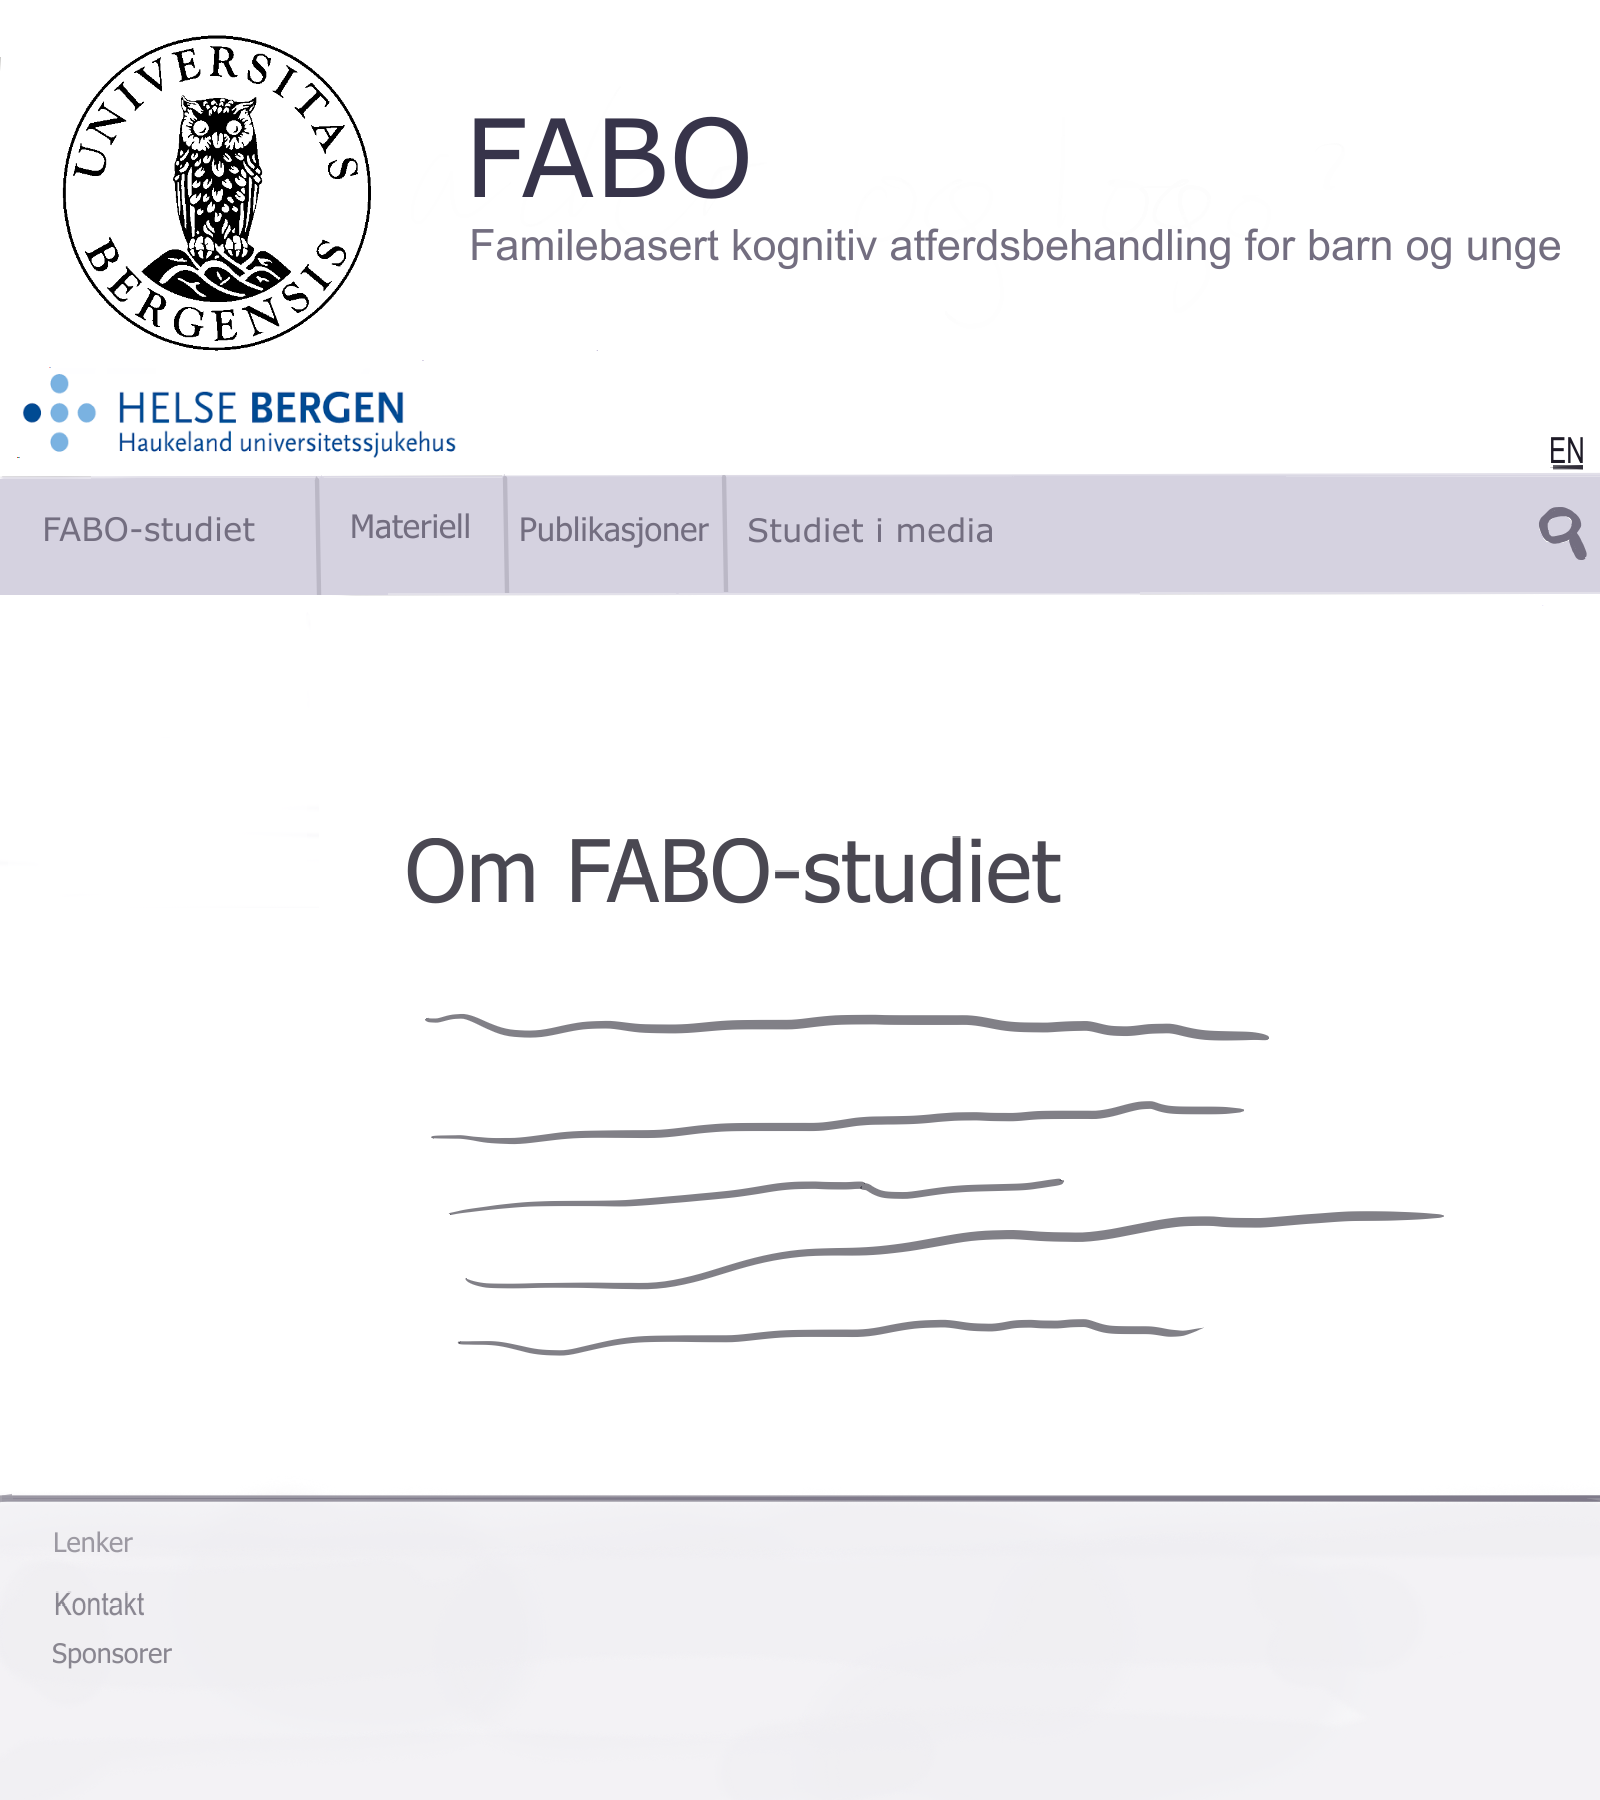 UNIVERSITAS
BERGENSIS
FABO
Familebasert kognitiv atferdsbehandling for barn og unge
HELSE BERGEN
Haukeland universitetssjukehus
EN
FABO-studiet Materiell Publikasjoner Studiet i media
Om FABO-studiet
Lenker
Kontakt
Sponsorer